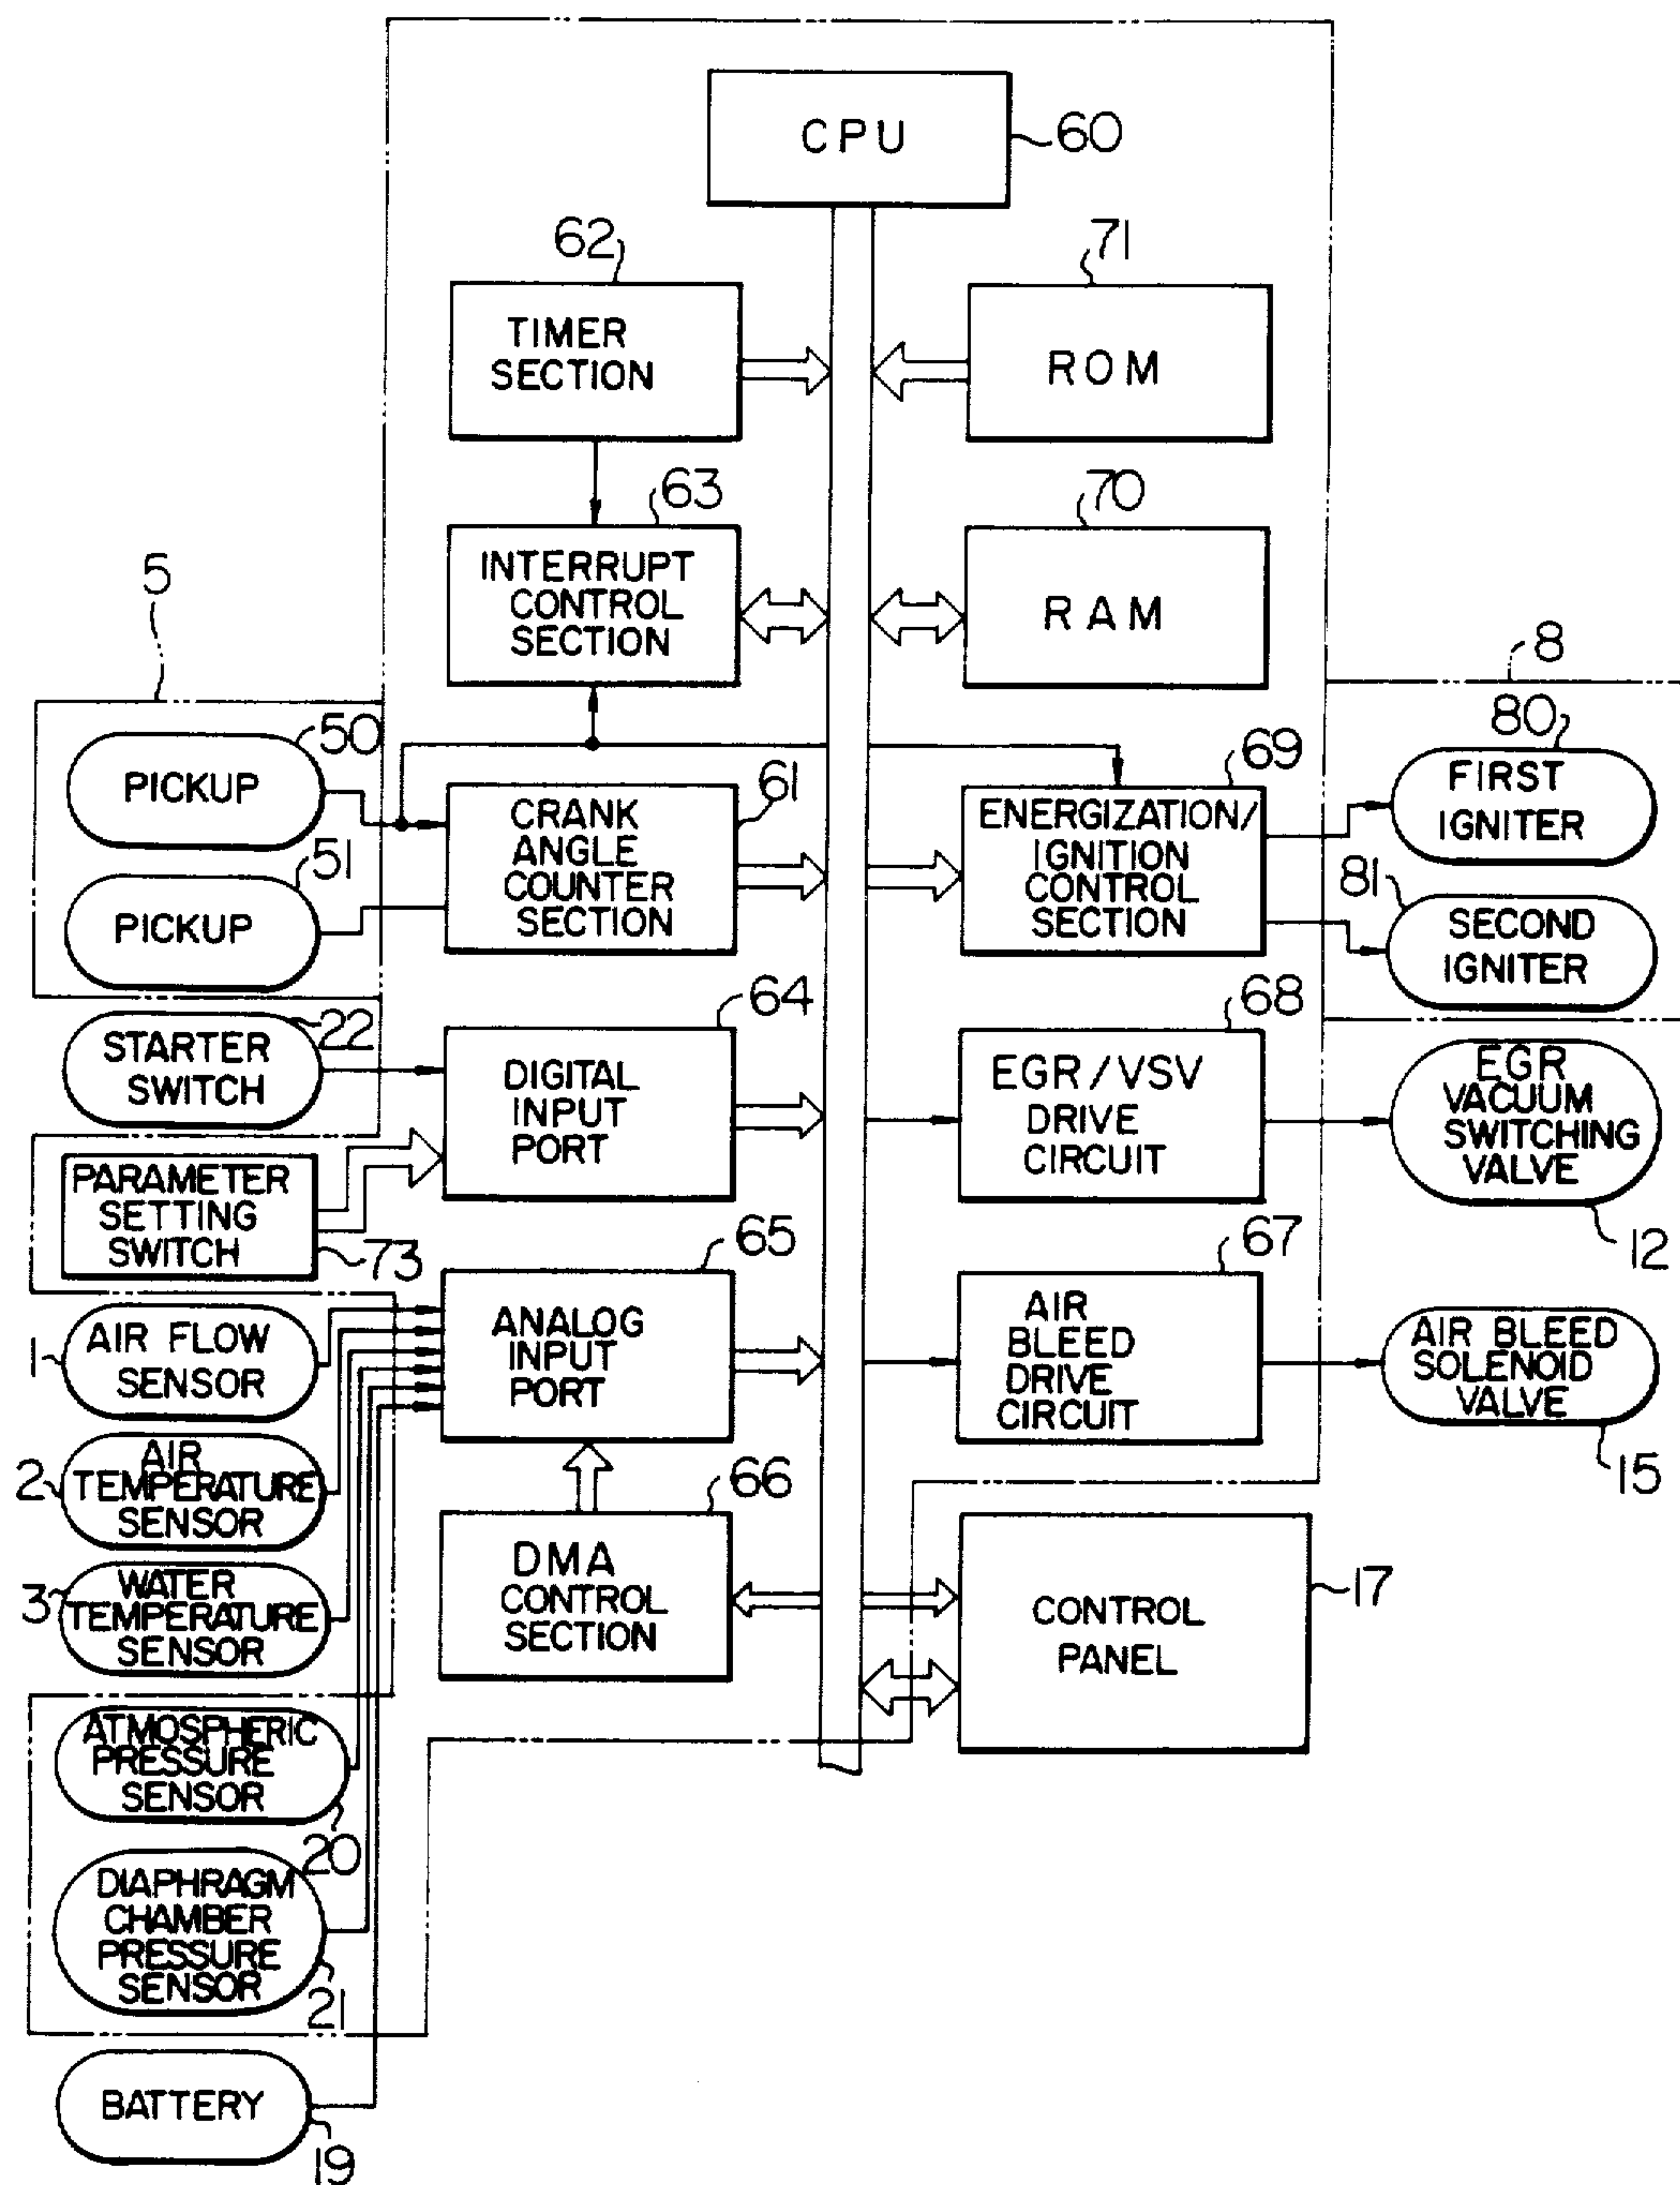 CPU
60
62
TIMER
SECTION
71
ROM
63
INTERRUPT
CONTROL
SECTION
70
RAM
5
8
50
PICKUP
51
PICKUP
61
CRANK
ANGLE
COUNTER
SECTION
69
ENERGIZATION/
IGNITION
CONTROL
SECTION
80
FIRST
IGNITER
81
SECOND
IGNITER
22
STARTER
SWITCH
64
DIGITAL
INPUT
PORT
68
EGR/VSV
DRIVE
CIRCUIT
EGR
VACUUM
SWITCHING
VALVE
12
PARAMETER
SETTING
SWITCH
73
65
ANALOG
INPUT
PORT
67
AIR
BLEED
DRIVE
CIRCUIT
AIR BLEED
SOLENOID
VALVE
15
1
AIR FLOW
SENSOR
2
AIR
TEMPERATURE
SENSOR
3
WATER
TEMPERATURE
SENSOR
66
DMA
CONTROL
SECTION
CONTROL
PANEL
17
ATMOSPHERIC
PRESSURE
SENSOR
20
DIAPHRAGM
CHAMBER
PRESSURE
SENSOR
21
BATTERY
19